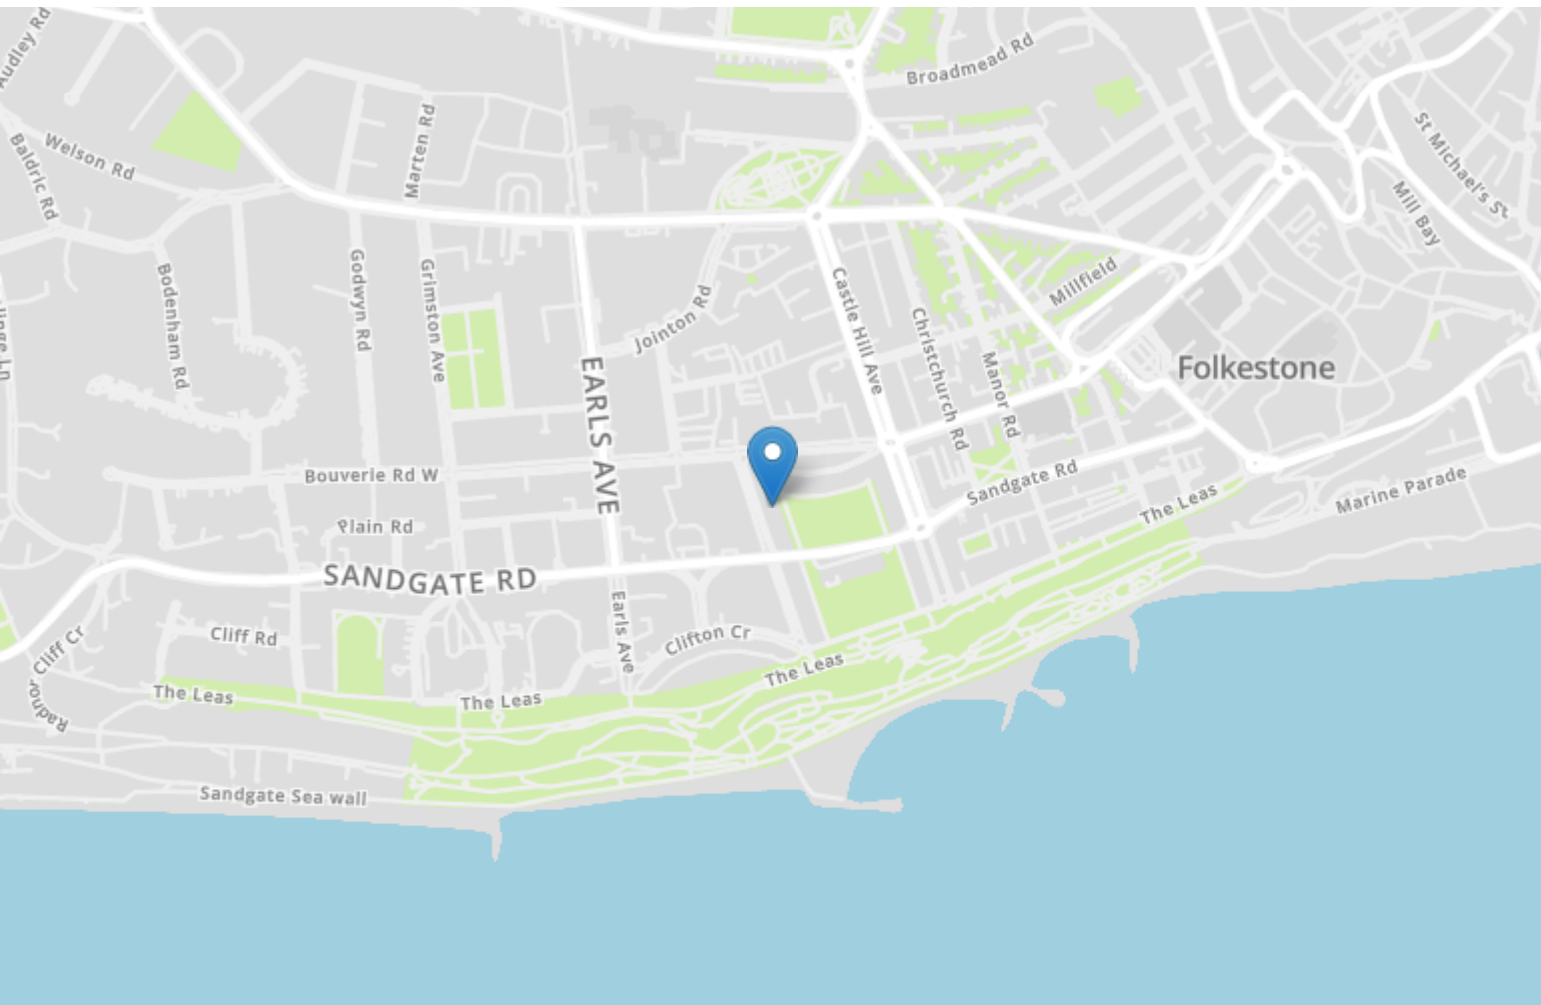 Audley Rd
Broadmead Rd
Welson Rd
Baldric Rd
Marten Rd
St Michael's St
Mill Bay
Bodenham Rd
Godwyn Rd
Grimston Ave
Jointon Rd
Castle Hill Ave
Millfield
Christchurch Rd
Manor Rd
Folkestone
linge Ln
EARLS AVE
Bouverie Rd W
Sandgate Rd
Marine Parade
The Leas
Plain Rd
SANDGATE RD
Earls Ave
Clifton Cr
Cliff Rd
Radnor Cliff Cr
The Leas
The Leas
The Leas
Sandgate Sea wall